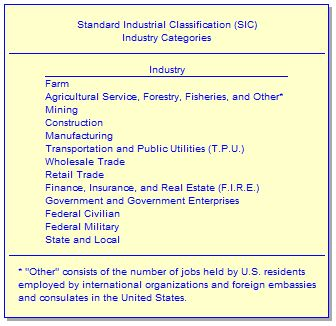 Standard Industrial Classification (SIC)
Industry Categories
Industry
Farm
Agricultural Service, Forestry, Fisheries, and Other*
Mining
Construction
Manufacturing
Transportation and Public Utilities (T.P.U.)
Wholesale Trade
Retail Trade
Finance, Insurance, and Real Estate (F.I.R.E.)
Government and Government Enterprises
Federal Civilian
Federal Military
State and Local
* "Other" consists of the number of jobs held by U.S. residents
employed by international organizations and foreign embassies
and consulates in the United States.